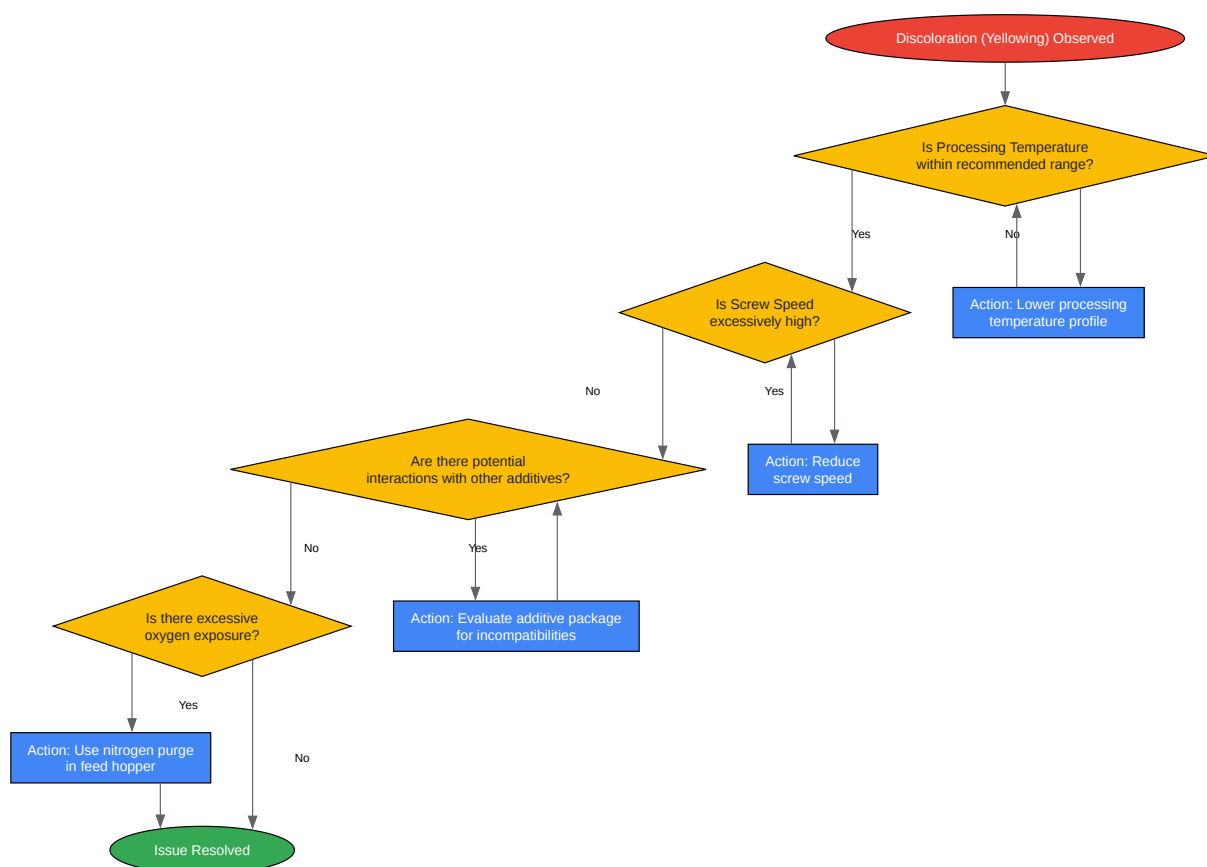 Discoloration (Yellowing) Observed
Is Processing Temperature
within recommended range?
Yes
No
Is Screw Speed
excessively high?
Action: Lower processing
temperature profile
No
Yes
Are there potential
interactions with other additives?
Action: Reduce
screw speed
No
Yes
Is there excessive
oxygen exposure?
Action: Evaluate additive package
for incompatibilities
Yes
Action: Use nitrogen purge
in feed hopper
No
Issue Resolved